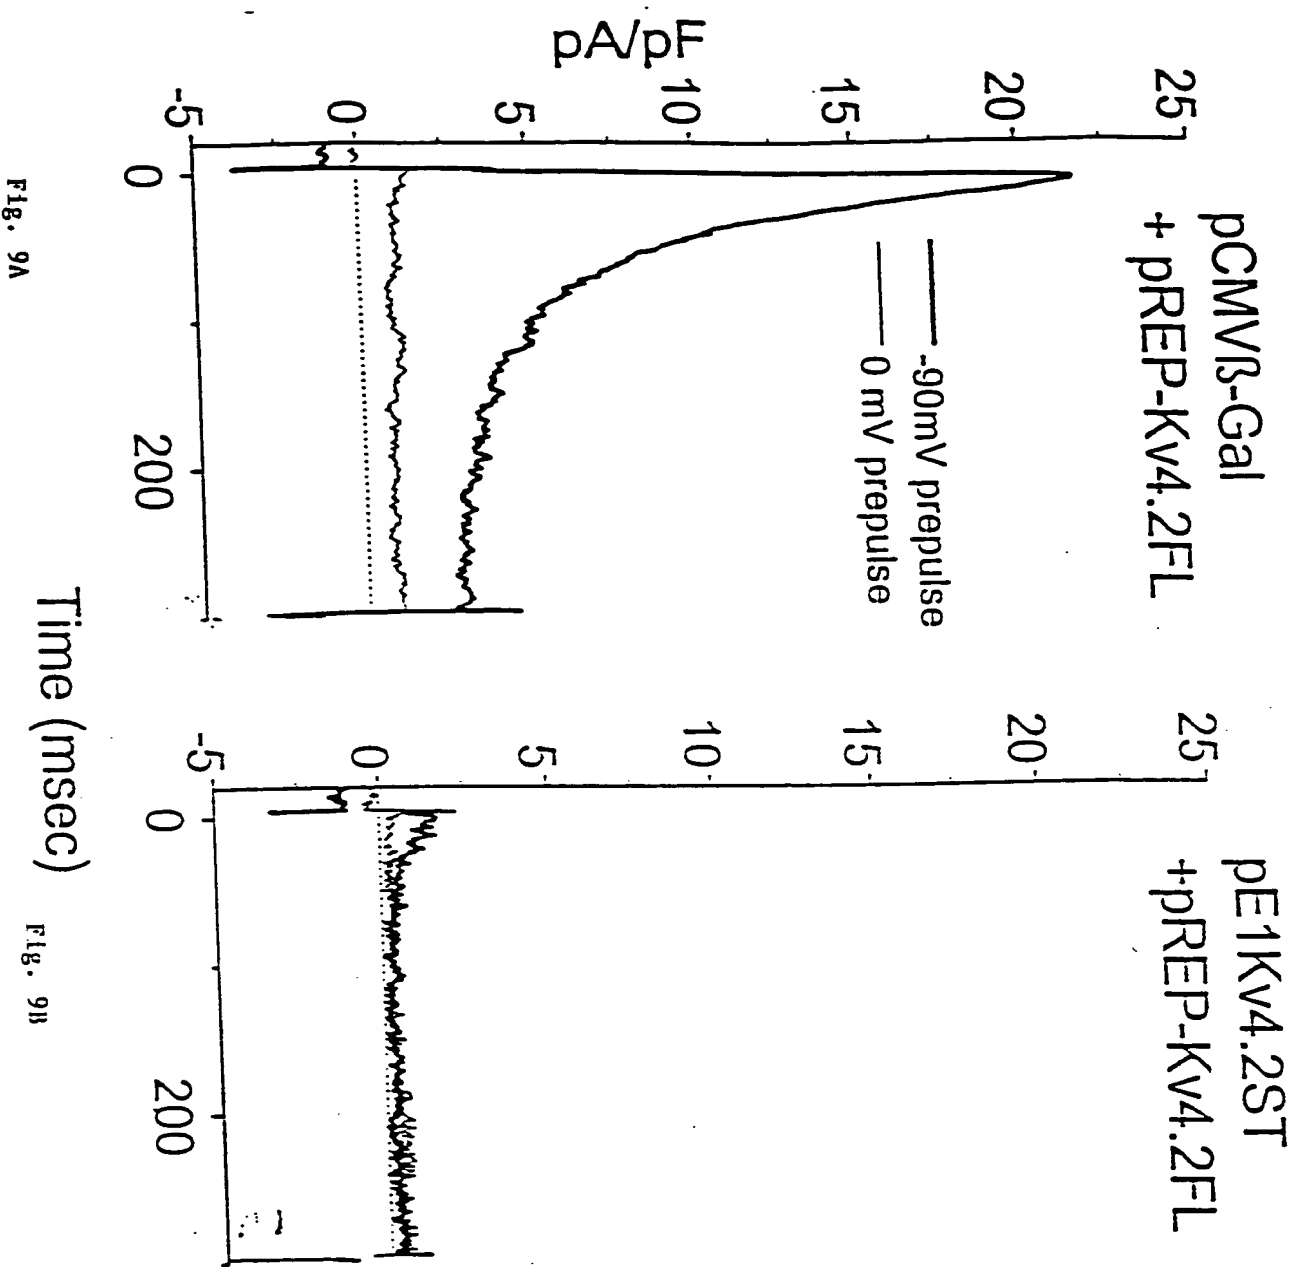 pCMVß-Gal
+ pREP-Kv4.2FL
pA/pF
25
20
15
10
5
0
-5
-90mV prepulse
0 mV prepulse
0
200
pE1Kv4.2ST
+pREP-Kv4.2FL
25
20
15
10
5
0
-5
0
200
Time (msec)
Fig. 9A
Fig. 9B